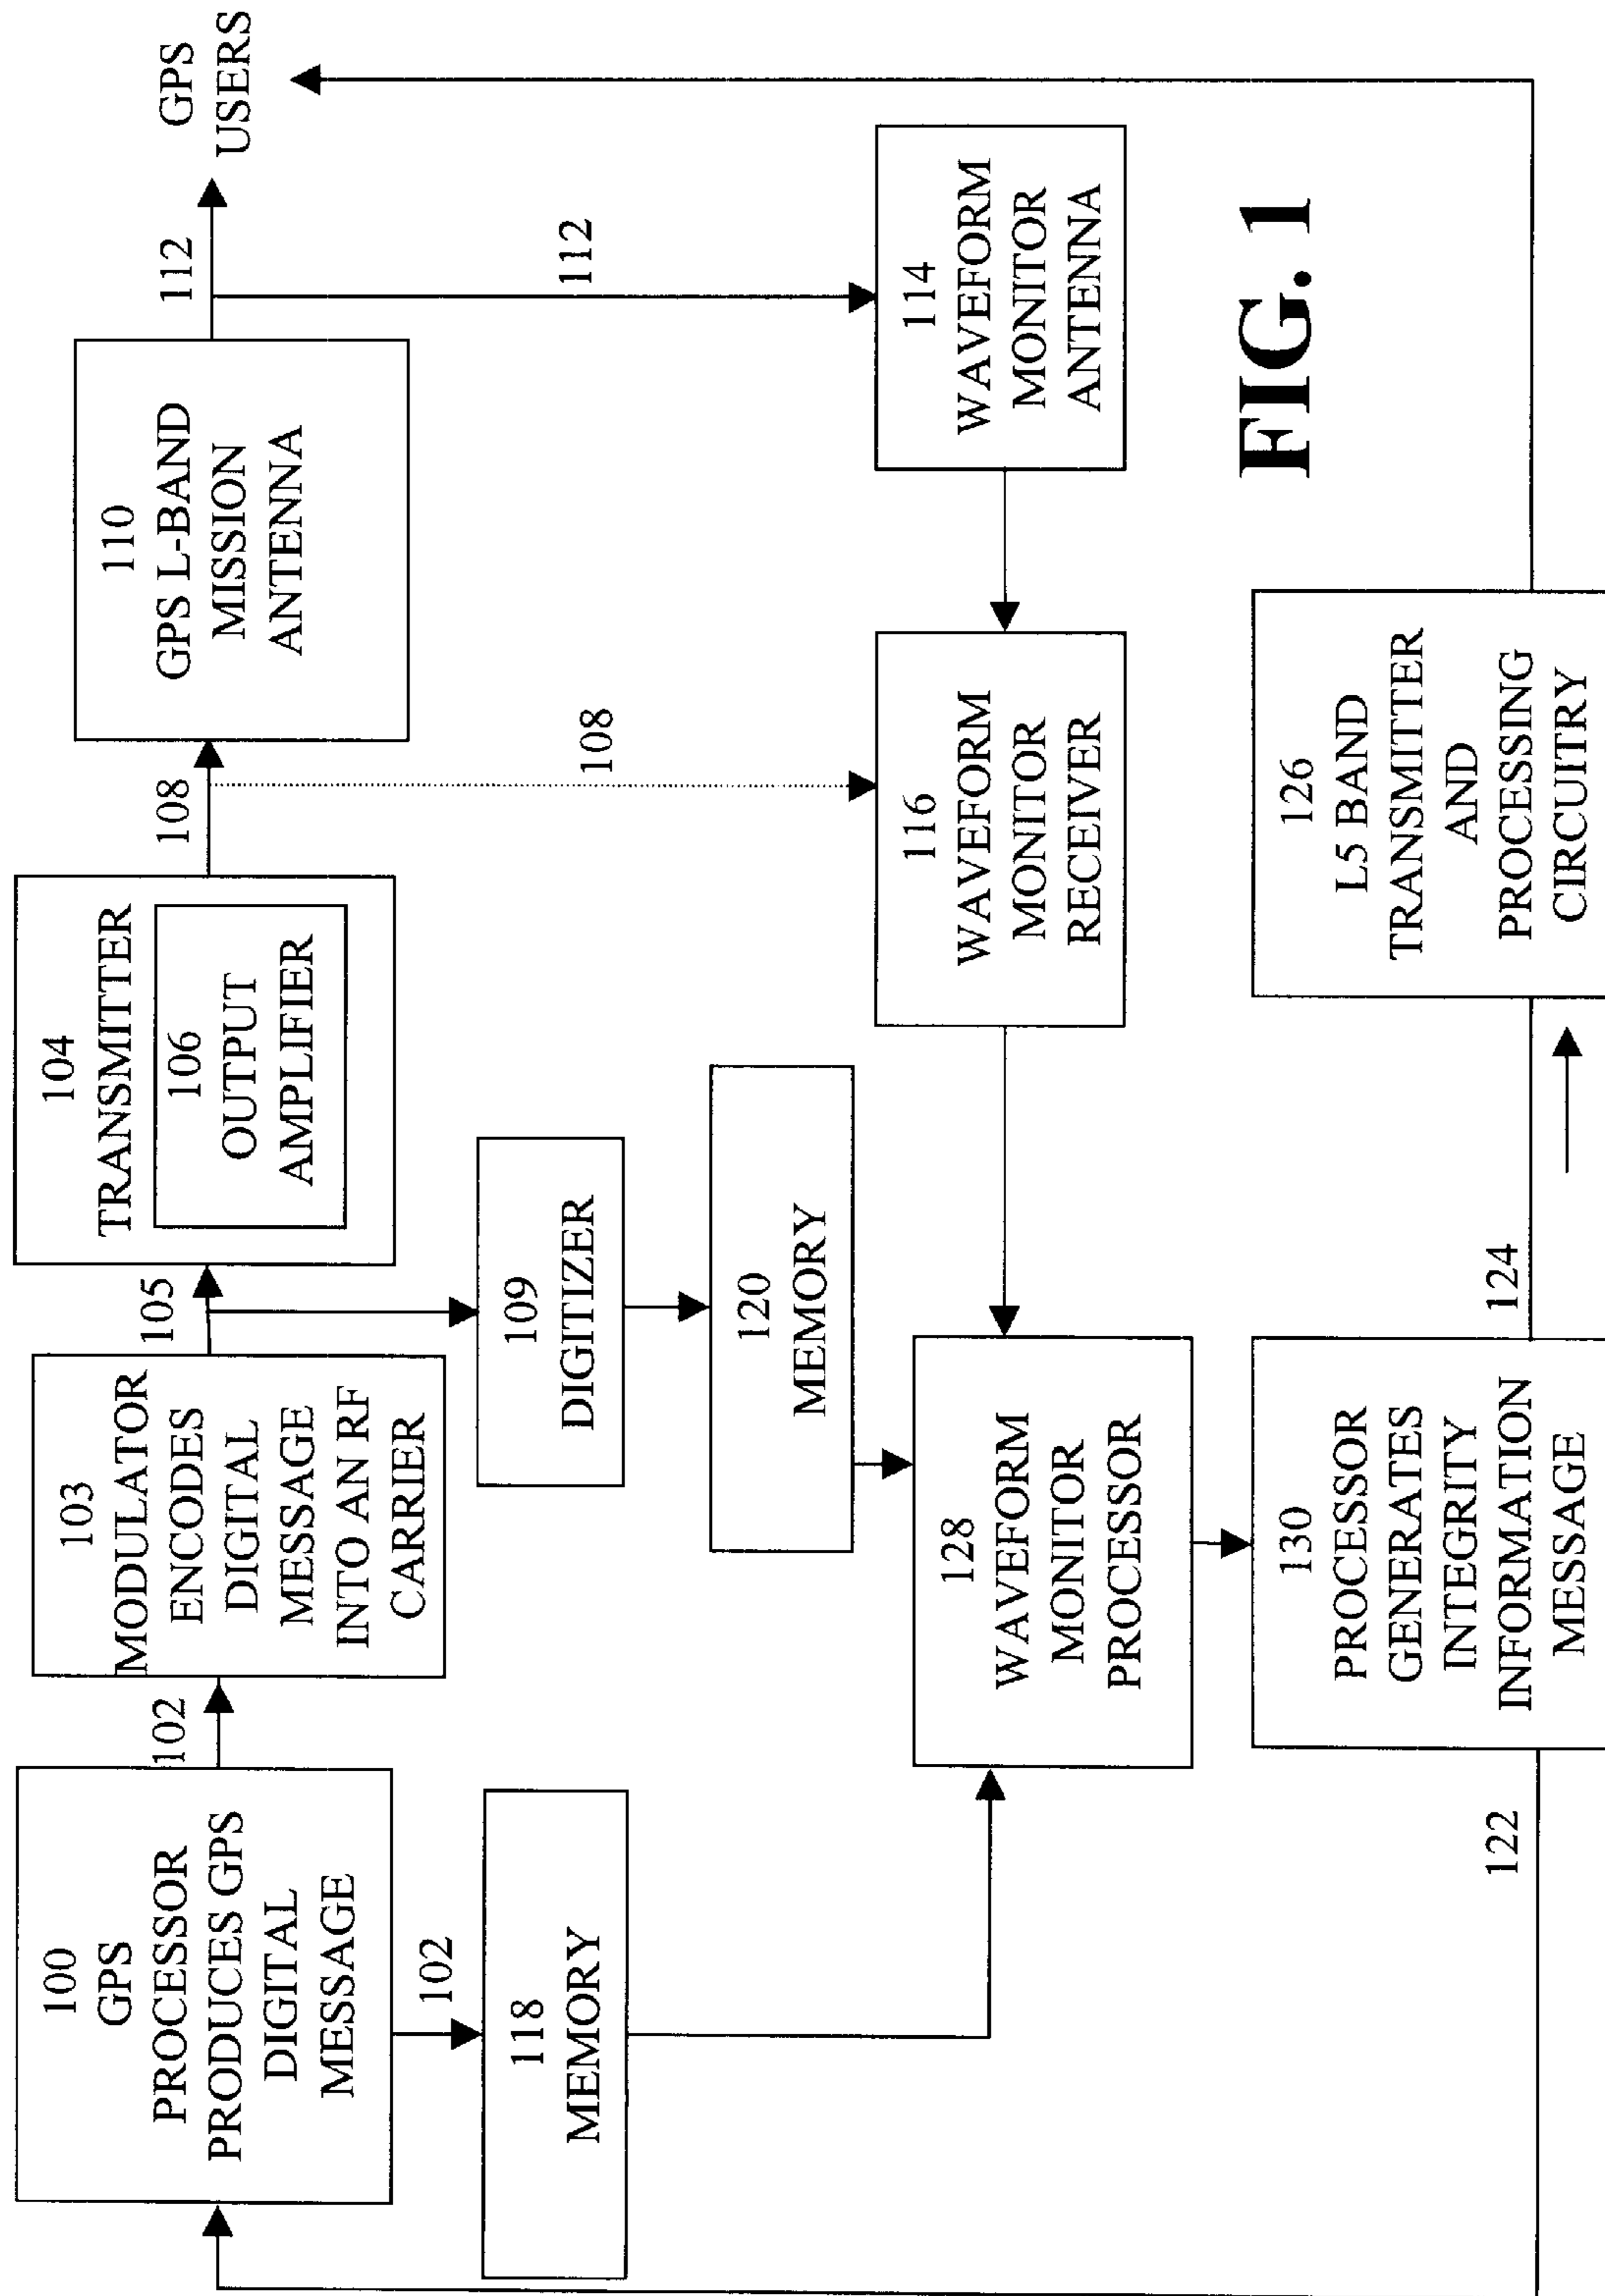 100
GPS
PROCESSOR
PRODUCES GPS
DIGITAL
MESSAGE
102
103
MODULATOR
ENCODES
DIGITAL
MESSAGE
INTO AN RF
CARRIER
105
104
TRANSMITTER
106
OUTPUT
AMPLIFIER
108
110
GPS L-BAND
MISSION
ANTENNA
112
GPS
USERS
102
118
MEMORY
109
DIGITIZER
120
MEMORY
108
112
128
WAVEFORM
MONITOR
PROCESSOR
116
WAVEFORM
MONITOR
RECEIVER
114
WAVEFORM
MONITOR
ANTENNA
122
130
PROCESSOR
GENERATES
INTEGRITY
INFORMATION
MESSAGE
124
126
L5 BAND
TRANSMITTER
AND
PROCESSING
CIRCUITRY
FIG. 1